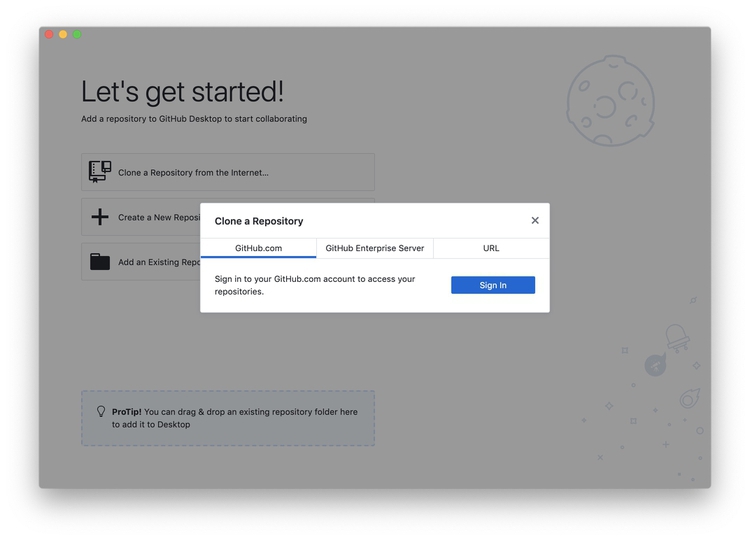 Let's get started!
Add a repository to GitHub Desktop to start collaborating
Clone a Repository from the Internet...
Create a New
Add an Existing
Clone a Repository
GitHub.com
GitHub Enterprise Server
URL
Sign in to your GitHub.com account to access your
repositories.
Sign In
ProTip! You can drag & drop an existing repository folder here
to add it to Desktop